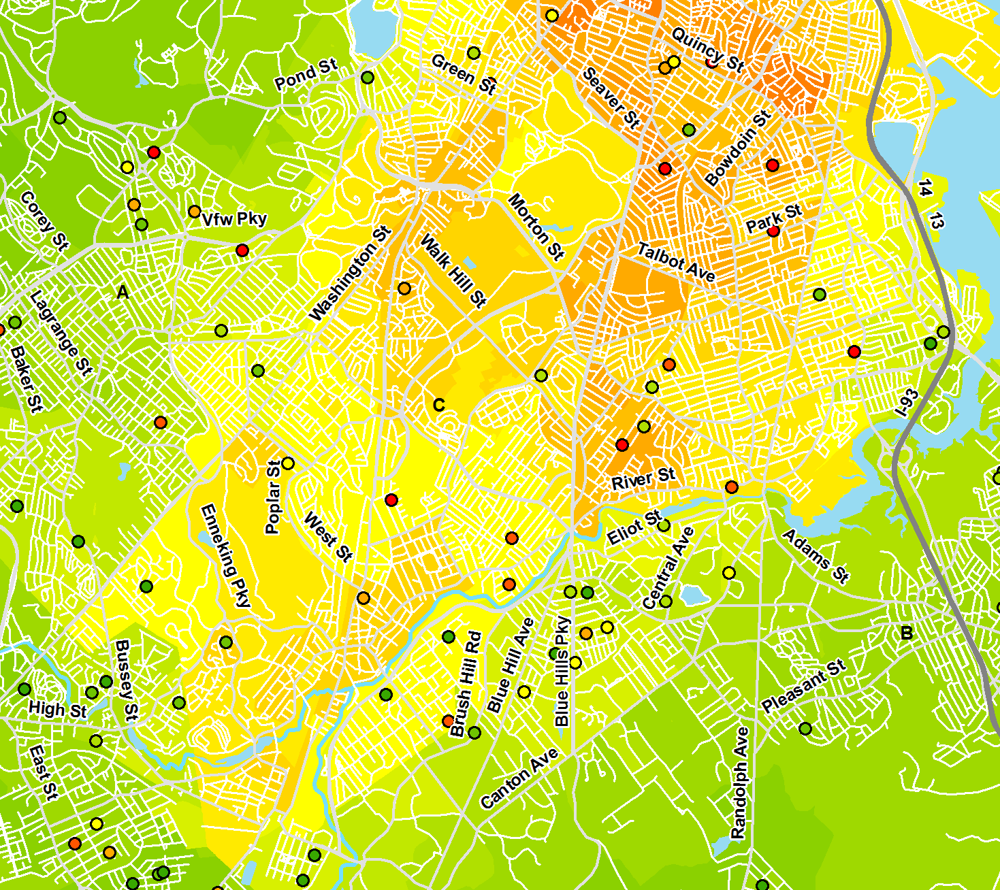 Quincy St
Pond St
Green St
Seaver St
Bowdoin St
14
13
Corey St
Vfw Pky
Morton St
Park St
Washington St
Walk Hill St
Talbot Ave
A
Lagrange St
Baker St
C
I-93
River St
Poplar St
Enneking Pky
West St
Eliot St
Central Ave
Adams St
B
Bussey St
Brush Hill Rd
Blue Hill Ave
Blue Hills Pky
Pleasant St
High St
East St
Canton Ave
Randolph Ave